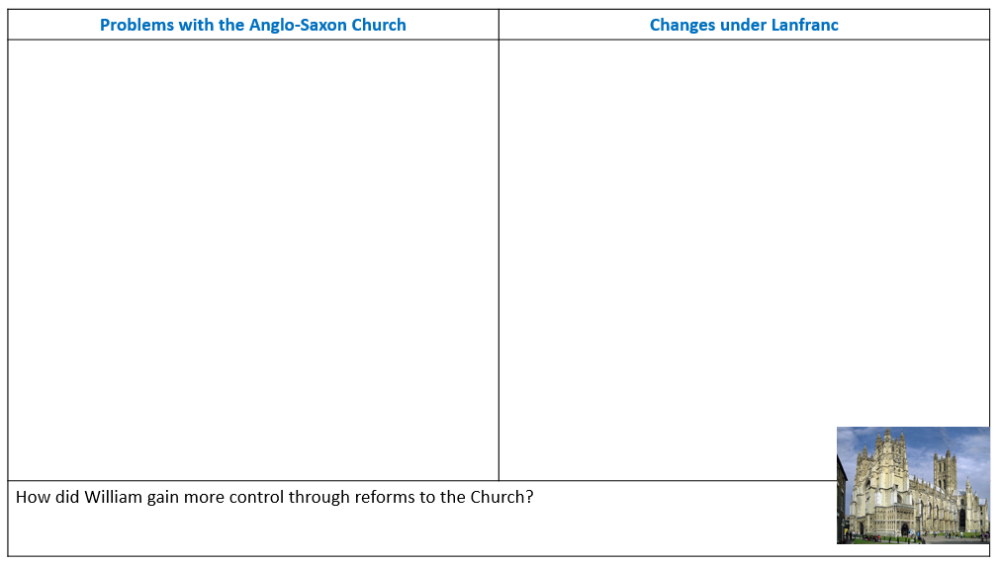 Problems with the Anglo-Saxon Church
Changes under Lanfranc
How did William gain more control through reforms to the Church?